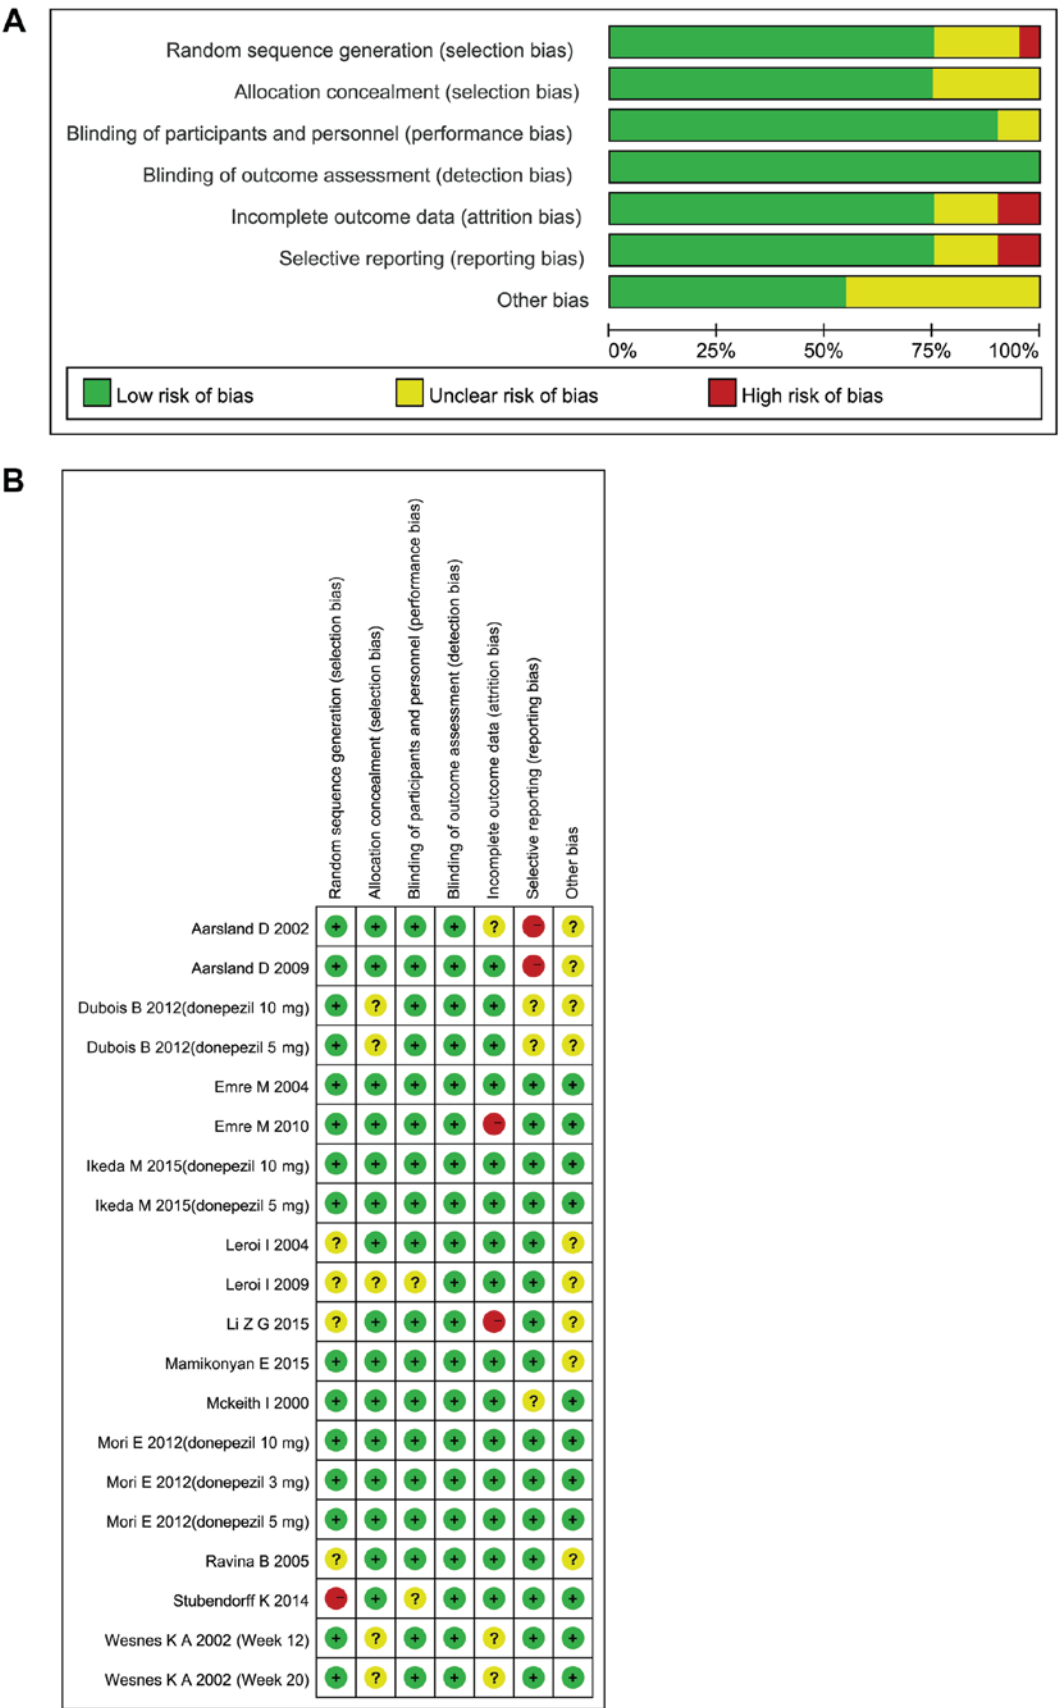 A
Random sequence generation (selection bias)
Allocation concealment (selection bias)
Blinding of participants and personnel (performance bias)
Blinding of outcome assessment (detection bias)
Incomplete outcome data (attrition bias)
Selective reporting (reporting bias)
Other bias
0% 25% 50% 75% 100%
Low risk of bias Unclear risk of bias High risk of bias
B
Random sequence generation (selection bias)
Allocation concealment (selection bias)
Blinding of participants and personnel (performance bias)
Blinding of outcome assessment (detection bias)
Incomplete outcome data (attrition bias)
Selective reporting (reporting bias)
Other bias
Aarsland D 2002 + + + + ? - ?
Aarsland D 2009 + + + + + - ?
Dubois B 2012(donepezil 10 mg) + ? + + + ? ?
Dubois B 2012(donepezil 5 mg) + ? + + + ? ?
Emre M 2004 + + + + + + +
Emre M 2010 + + + + - + +
Ikeda M 2015(donepezil 10 mg) + + + + + + +
Ikeda M 2015(donepezil 5 mg) + + + + + + +
Leroi I 2004 ? + + + + + ?
Leroi I 2009 ? ? ? + + + ?
Li Z G 2015 ? + + + - + ?
Mamikonyan E 2015 + + + + + + ?
Mckeith I 2000 + + + + + ? +
Mori E 2012(donepezil 10 mg) + + + + + + +
Mori E 2012(donepezil 3 mg) + + + + + + +
Mori E 2012(donepezil 5 mg) + + + + + + +
Ravina B 2005 ? + + + + + ?
Stubendorff K 2014 - + ? + + + +
Wesnes K A 2002 (Week 12) + ? + + ? + +
Wesnes K A 2002 (Week 20) + ? + + ? + +